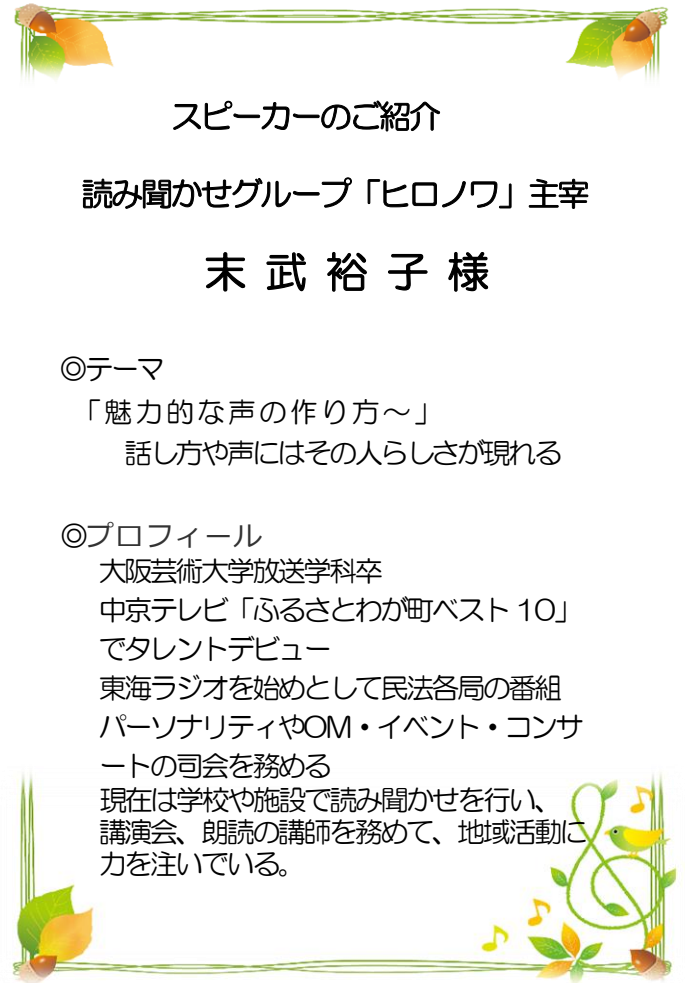 スピーカーのご紹介
読み聞かせグループ「ヒロノワ」主宰
末 武 裕 子 様
◎テーマ
「魅力的な声の作り方～」
話し方や声にはその人らしさが現れる
◎プロフィール
大阪芸術大学放送学科卒
中京テレビ「ふるさとわが町ベスト 10」
でタレントデビュー
東海ラジオを始めとして民法各局の番組
パーソナリティやOM・イベント・コンサ
ートの司会を務める
現在は学校や施設で読み聞かせを行い、
講演会、朗読の講師を務めて、地域活動に
力を注いでいる。